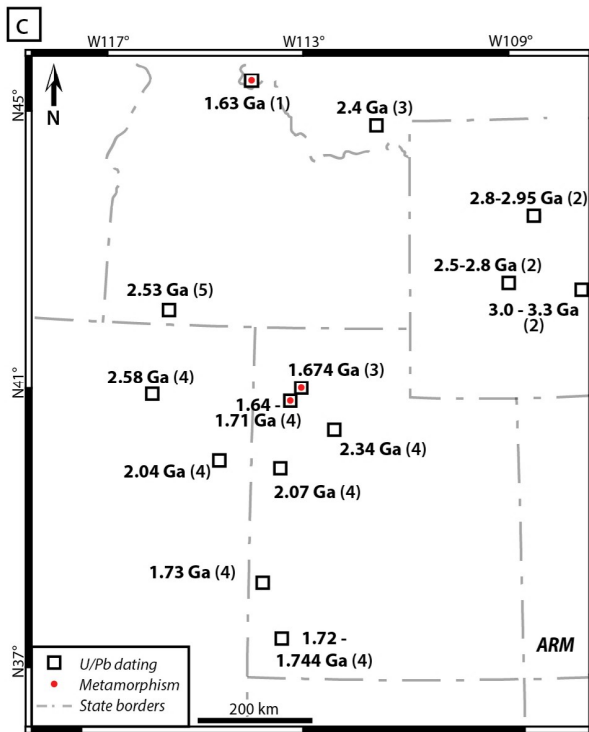 C
W117° W113° W109°
N45°
N
1.63 Ga (1)
2.4 Ga (3)
2.8-2.95 Ga (2)
2.5-2.8 Ga (2)
3.0 - 3.3 Ga
(2)
2.53 Ga (5)
N41°
2.58 Ga (4)
1.674 Ga (3)
1.64 -
1.71 Ga (4)
2.34 Ga (4)
2.04 Ga (4)
2.07 Ga (4)
1.73 Ga (4)
1.72 -
1.744 Ga (4)
ARM
N37°
U/Pb dating
Metamorphism
State borders
200 km